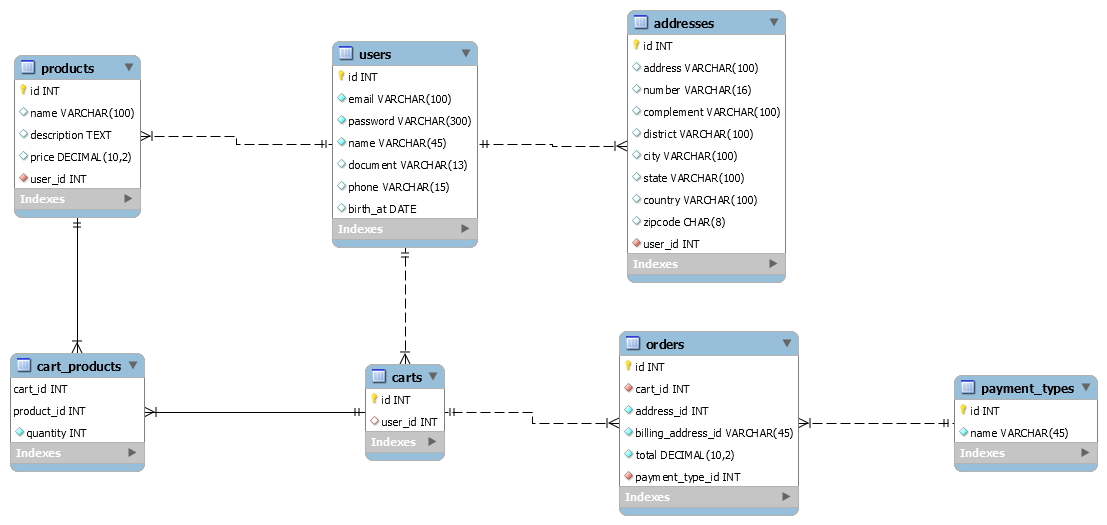 products
id INT
name VARCHAR(100)
description TEXT
price DECIMAL(10,2)
user_id INT
Indexes
users
id INT
email VARCHAR(100)
password VARCHAR(300)
name VARCHAR(45)
document VARCHAR(13)
phone VARCHAR(15)
birth_at DATE
Indexes
addresses
id INT
address VARCHAR(100)
number VARCHAR(16)
complement VARCHAR(100)
district VARCHAR(100)
city VARCHAR(100)
state VARCHAR(100)
country VARCHAR(100)
zipcode CHAR(8)
user_id INT
Indexes
cart_products
cart_id INT
product_id INT
quantity INT
Indexes
carts
id INT
user_id INT
Indexes
orders
id INT
cart_id INT
address_id INT
billing_address_id VARCHAR(45)
total DECIMAL(10,2)
payment_type_id INT
Indexes
payment_types
id INT
name VARCHAR(45)
Indexes